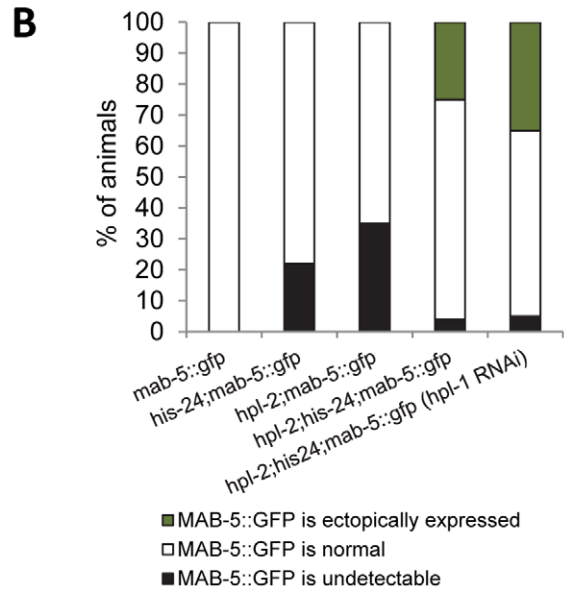 B
% of animals
100
90
80
70
60
50
40
30
20
10
0
mab-5::gfp
his-24;mab-5::gfp
hpl-2;mab-5::gfp
hpl-2;his-24;mab-5::gfp
hpl-2;his24;mab-5::gfp (hpl-1 RNAi)
MAB-5::GFP is ectopically expressed
MAB-5::GFP is normal
MAB-5::GFP is undetectable